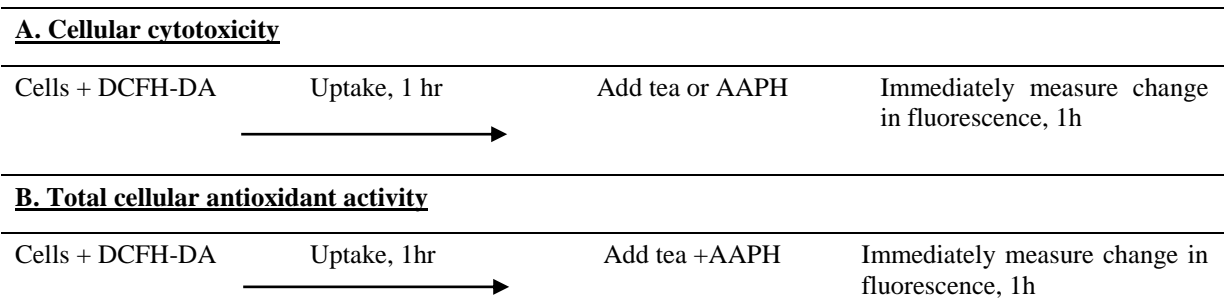 A. Cellular cytotoxicity
Cells + DCFH-DA Uptake, 1 hr Add tea or AAPH Immediately measure change
in fluorescence, 1h
B. Total cellular antioxidant activity
Cells + DCFH-DA Uptake, 1hr Add tea +AAPH Immediately measure change in
fluorescence, 1h